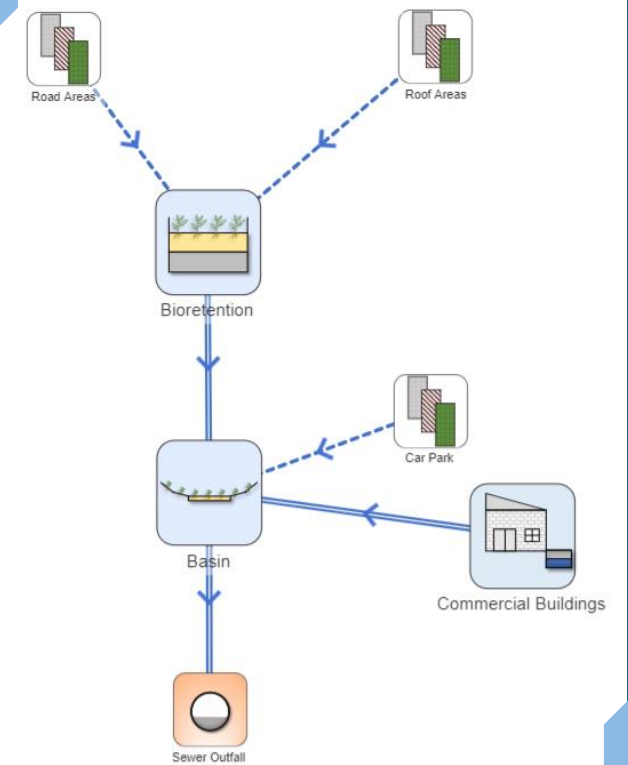 Road Areas
Roof Areas
Bioretention
Car Park
Basin
Commercial Buildings
Sewer Outfall